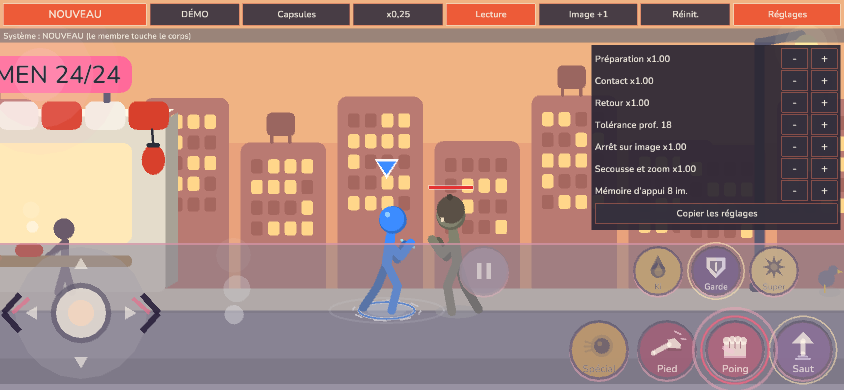 NOUVEAU
DÉMO
Capsules
x0,25
Lecture
Image +1
Réinit.
Réglages
Système : NOUVEAU (le membre touche le corps)
MEN 24/24
Préparation x1.00 - +
Contact x1.00 - +
Retour x1.00 - +
Tolérance prof. 18 - +
Arrêt sur image x1.00 - +
Secousse et zoom x1.00 - +
Mémoire d'appui 8 im. - +
Copier les réglages
Ki
Garde
Super
Spécial
Pied
Poing
Saut